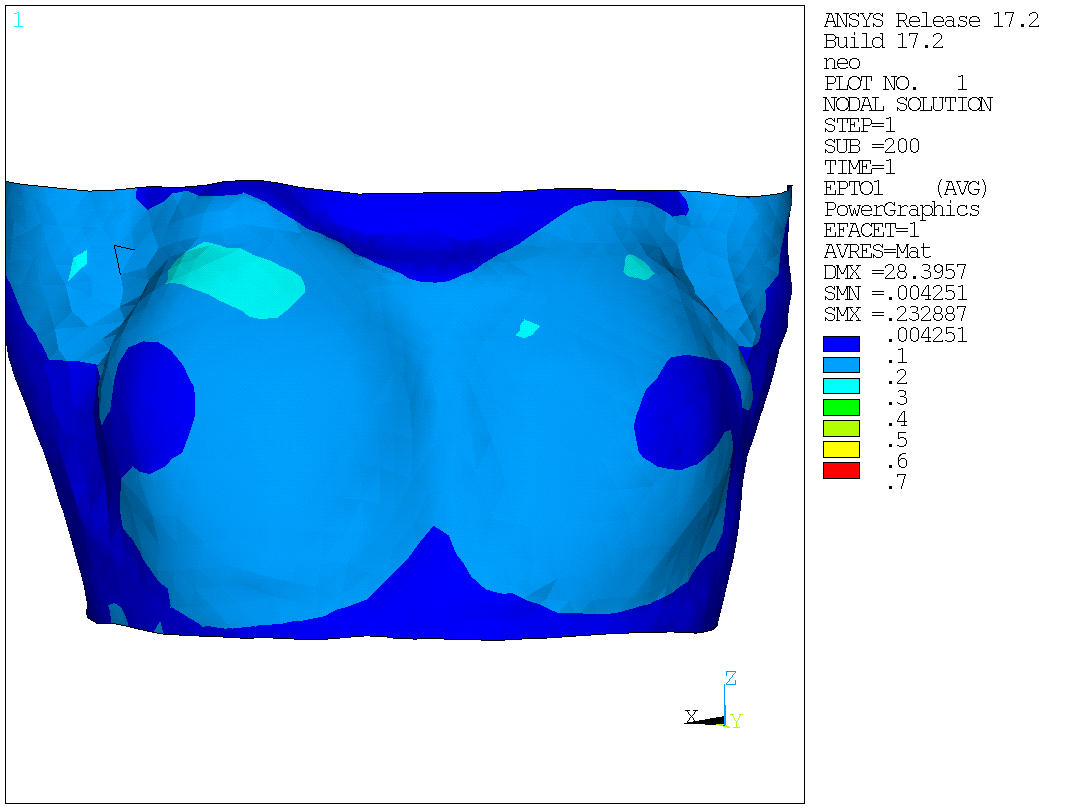 1
ANSYS Release 17.2
Build 17.2
neo
PLOT NO. 1
NODAL SOLUTION
STEP=1
SUB =200
TIME=1
EPTO1 (AVG)
PowerGraphics
EFACET=1
AVRES=Mat
DMX =28.3957
SMN =.004251
SMX =.232887
.004251
.1
.2
.3
.4
.5
.6
.7
Z
X Y